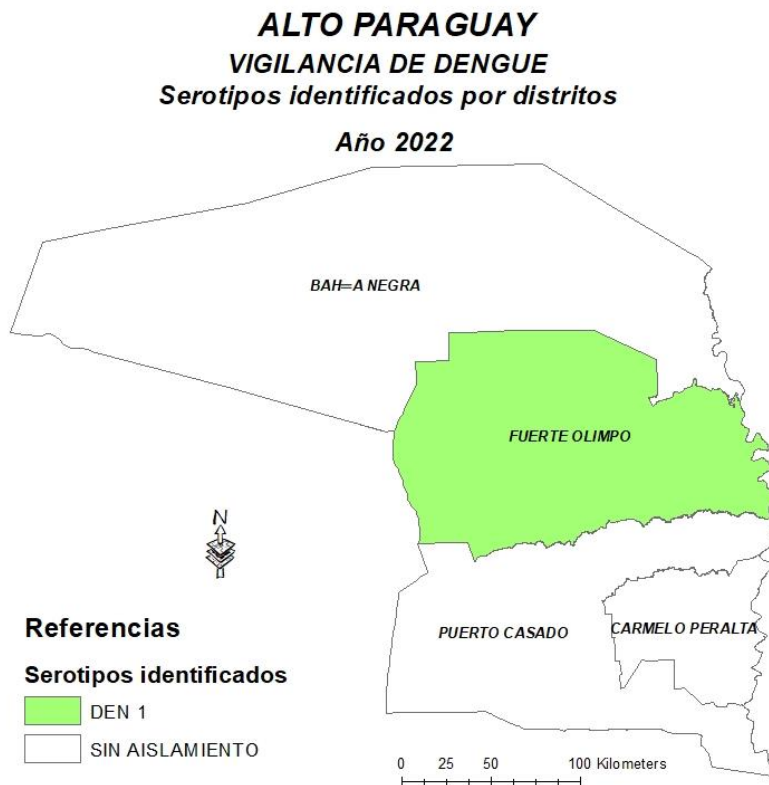 ALTO PARAGUAY
VIGILANCIA DE DENGUE
Serotipos identificados por distritos
Año 2022
BAH=A NEGRA
FUERTE OLIMPO
N
PUERTO CASADO
CARMELO PERALTA
Referencias
Serotipos identificados
DEN 1
SIN AISLAMIENTO
0 25 50 100 Kilometers